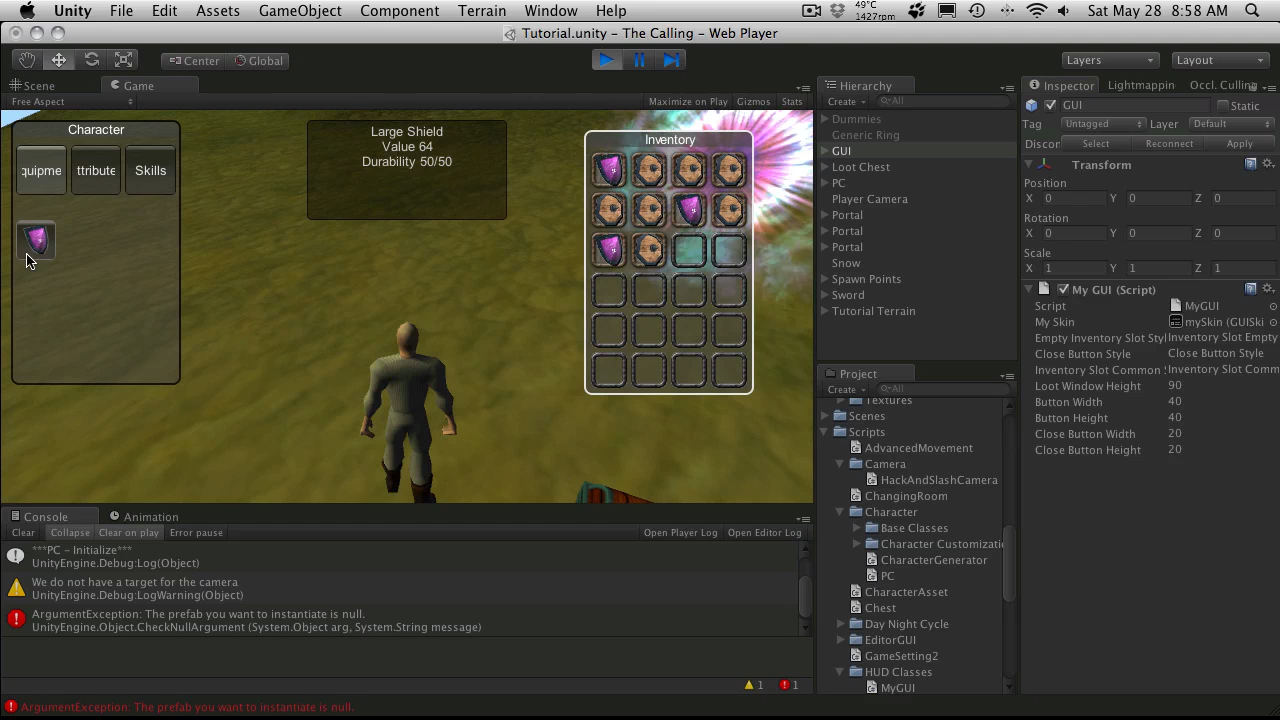 Unity File Edit Assets GameObject Component Terrain Window Help 49°C 1427rpm Sat May 28 8:58 AM
Tutorial.unity - The Calling - Web Player
Center Global Layers Layout
Scene Game
Free Aspect Maximize on Play Gizmos Stats
Character
quipme ttribute Skills
Large Shield
Value 64
Durability 50/50
Inventory
Console Animation
Clear Collapse Clear on play Error pause Open Player Log Open Editor Log
***PC - Initialize***
UnityEngine.Debug:Log(Object)
We do not have a target for the camera
UnityEngine.Debug:LogWarning(Object)
ArgumentException: The prefab you want to instantiate is null.
UnityEngine.Object.CheckNullArgument (System.Object arg, System.String message)
1 1
ArgumentException: The prefab you want to instantiate is null.
Hierarchy
Create All
Dummies
Generic Ring
GUI
Loot Chest
PC
Player Camera
Portal
Portal
Portal
Snow
Spawn Points
Sword
Tutorial Terrain
Project
Create All
Textures
Scenes
Scripts
AdvancedMovement
Camera
HackAndSlashCamera
ChangingRoom
Character
Base Classes
Character Customizatio
CharacterGenerator
PC
CharacterAsset
Chest
Day Night Cycle
EditorGUI
GameSetting2
HUD Classes
MyGUI
Inspector Lightmappin Occl. Culling
GUI Static
Tag Untagged Layer Default
Discor Select Reconnect Apply
Transform
Position
X 0 Y 0 Z 0
Rotation
X 0 Y 0 Z 0
Scale
X 1 Y 1 Z 1
My GUI (Script)
Script MyGUI
My Skin mySkin (GUISki
Empty Inventory Slot Styl Inventory Slot Empty
Close Button Style Close Button Style
Inventory Slot Common Inventory Slot Comm
Loot Window Height 90
Button Width 40
Button Height 40
Close Button Width 20
Close Button Height 20